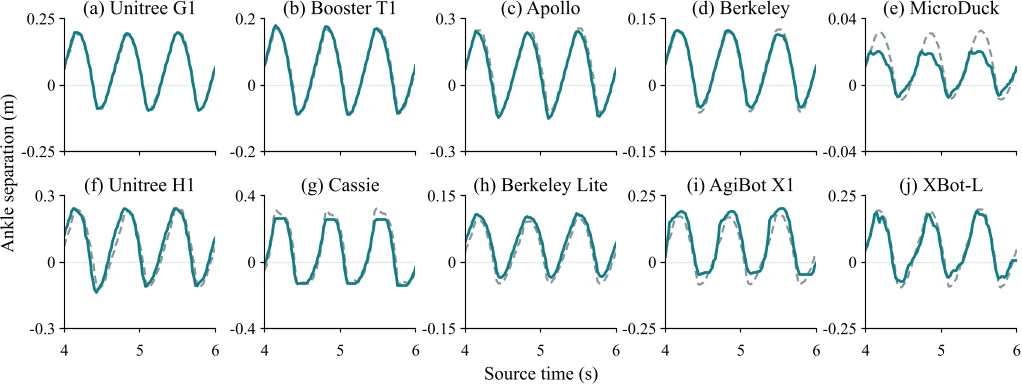 (a) Unitree G1 (b) Booster T1 (c) Apollo (d) Berkeley (e) MicroDuck
0.25 0.2 0.3 0.15 0.04
0 0 0 0 0
-0.25 -0.2 -0.3 -0.15 -0.04
Ankle separation (m)
(f) Unitree H1 (g) Cassie (h) Berkeley Lite (i) AgiBot X1 (j) XBot-L
0.3 0.4 0.15 0.25 0.25
0 0 0 0 0
-0.3 -0.4 -0.15 -0.25 -0.25
4 5 6 4 5 6 4 5 6 4 5 6 4 5 6
Source time (s)